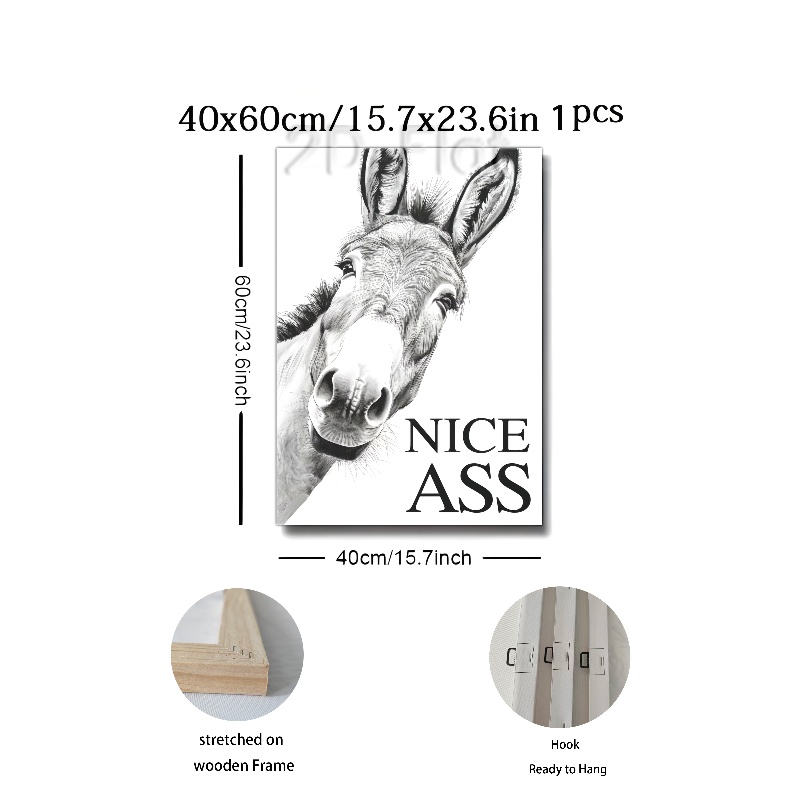 40x60cm/15.7x23.6in 1pcs
60cm/23.6inch
NICE
ASS
40cm/15.7inch
stretched on
wooden Frame
Hook
Ready to Hang